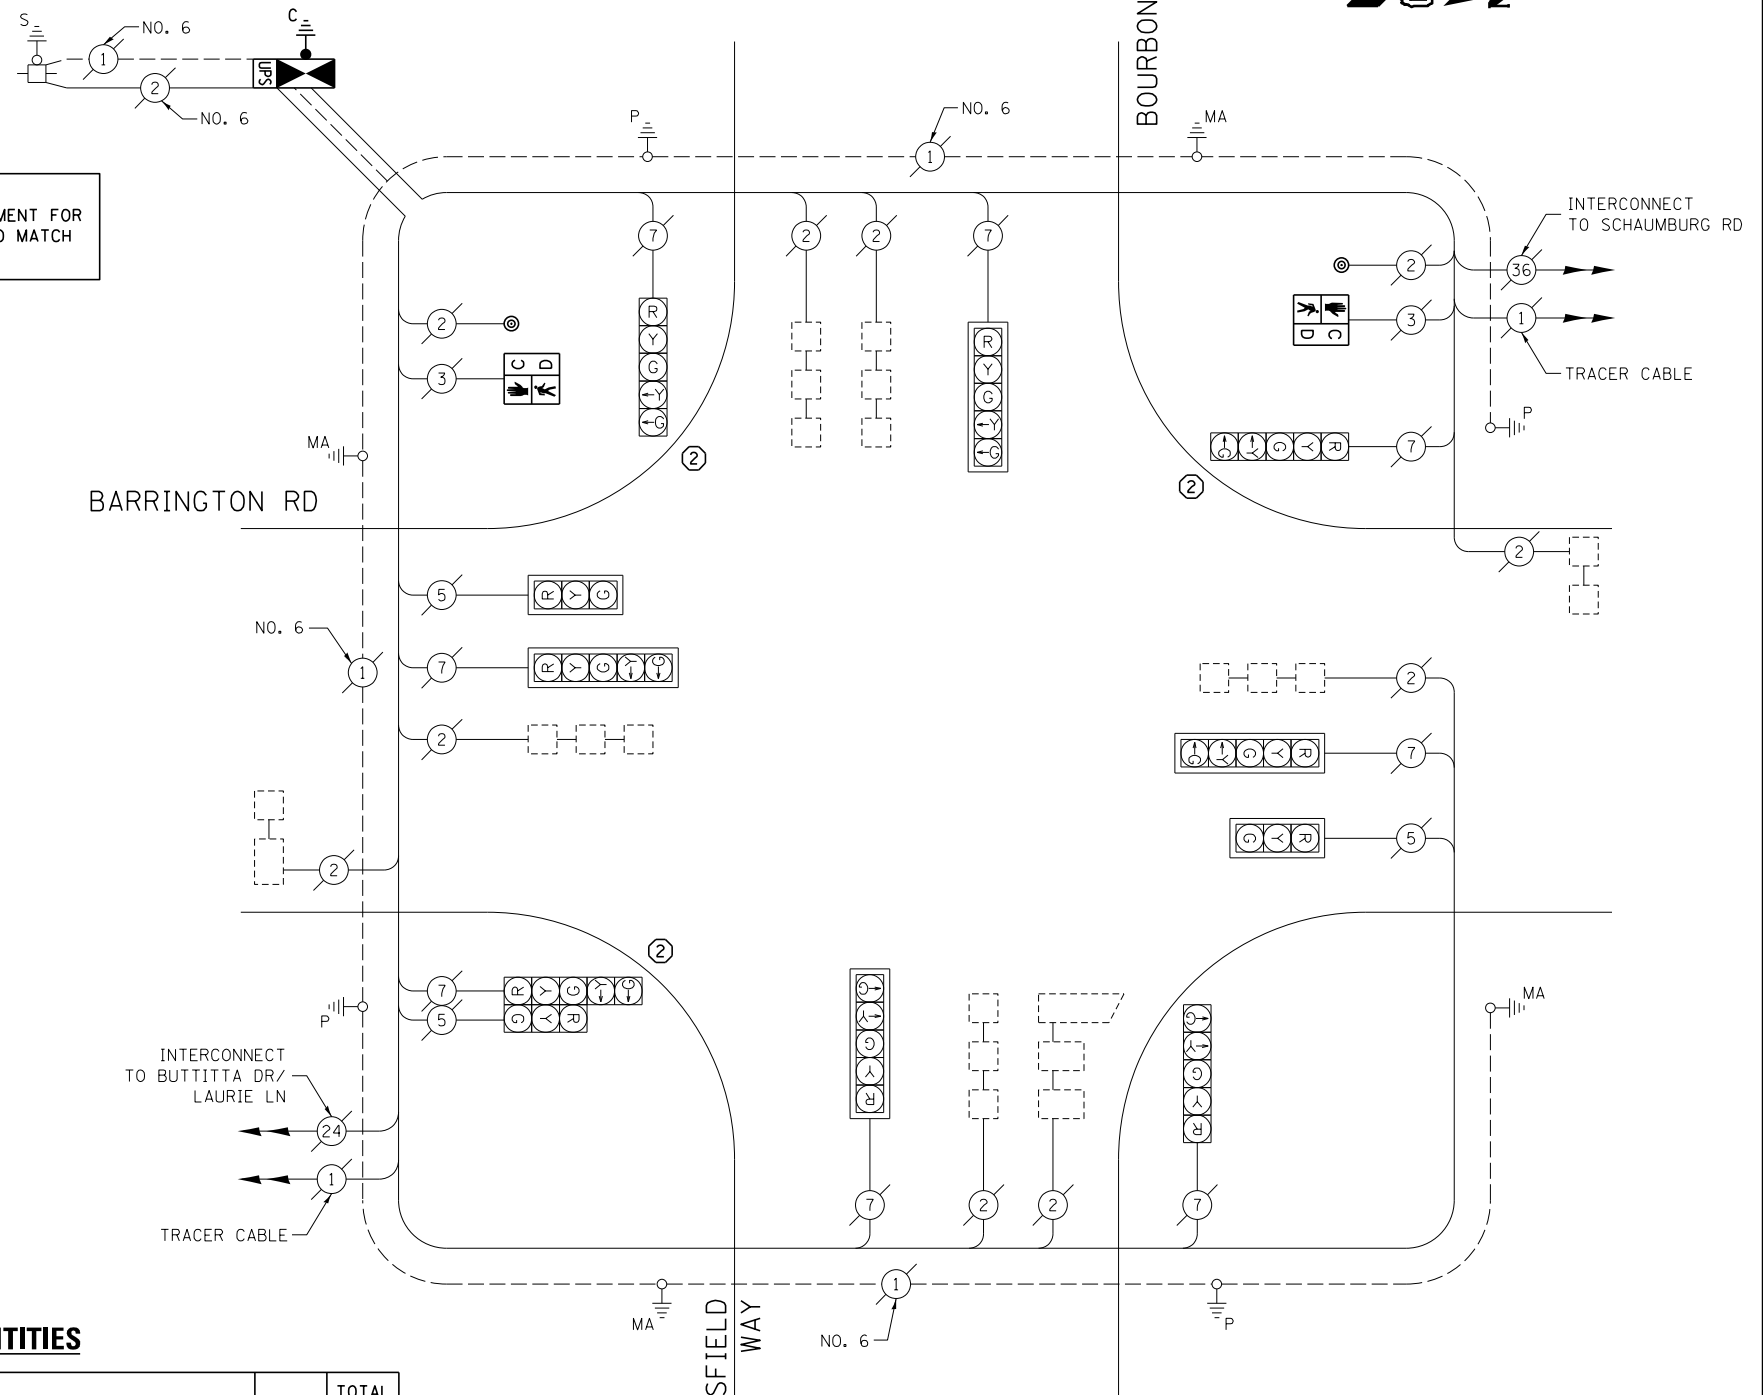 S
NO. 6
1
2
NO. 6
UPS
C
BOURBON
P
NO. 6
1
MA
MENT FOR
MATCH
INTERCONNECT
TO SCHAUMBURG RD
7
2
2
7
2
36
2
3
1
3
C D
C D
TRACER CABLE
R
Y
G
Y
G
R
Y
G
Y
G
MA
P
2
G Y G Y R
7
2
BARRINGTON RD
2
5
R Y G
NO. 6
1
7
R Y G Y G
2
2
G Y G Y R
7
G Y R
5
2
2
7
R Y G Y G
5
G Y R
P
MA
INTERCONNECT
TO BUTTITTA DR/
LAURIE LN
24
1
TRACER CABLE
G
Y
G
Y
R
G
Y
G
Y
R
7
2
2
7
MA
1
NO. 6
P
SFIELD
WAY
TITIES
TOTAL